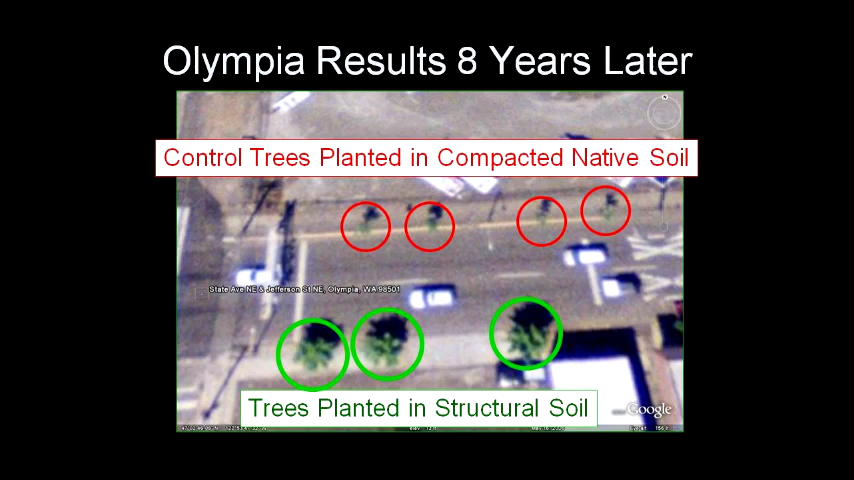 Olympia Results 8 Years Later
Control Trees Planted in Compacted Native Soil
State Ave NE & Jefferson St NE, Olympia, WA 98501
Trees Planted in Structural Soil
Google